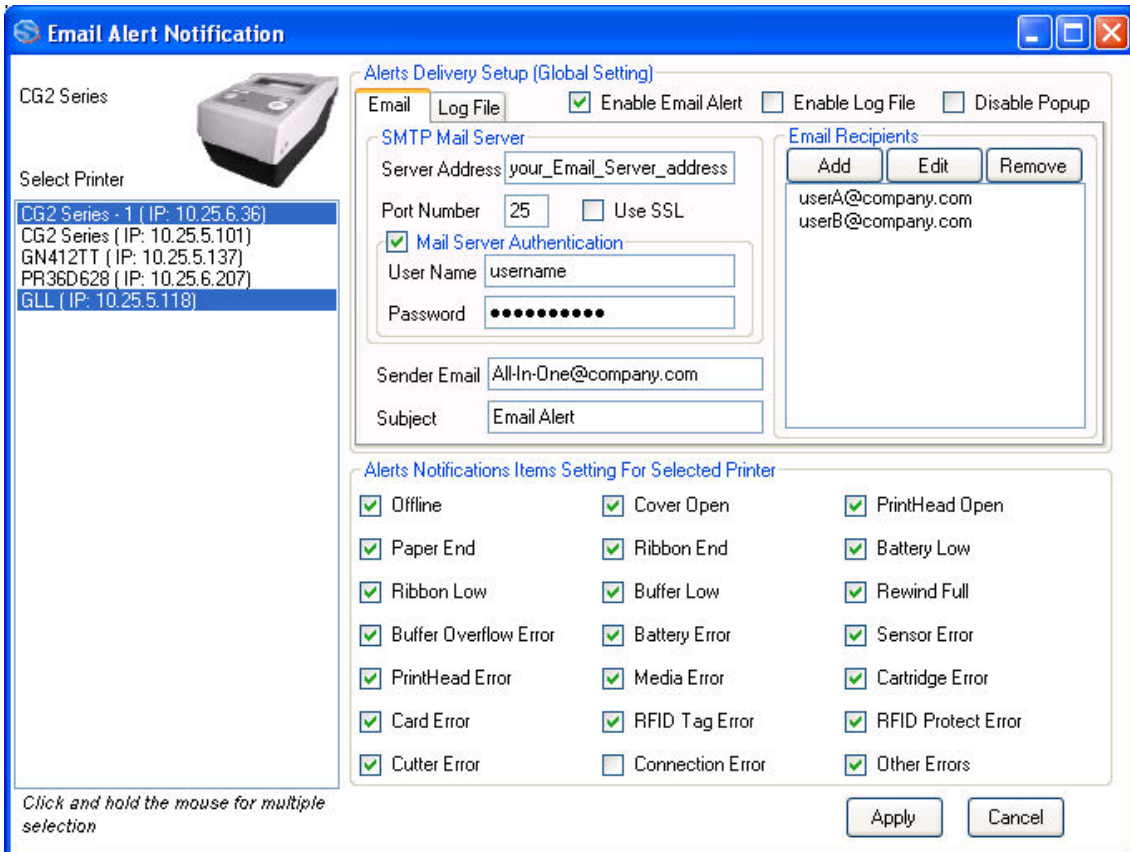 Email Alert Notification
CG2 Series
Select Printer
CG2 Series - 1 ( IP: 10.25.6.36)
CG2 Series ( IP: 10.25.5.101)
GN412TT ( IP: 10.25.5.137)
PR36D628 ( IP: 10.25.6.207)
GLL ( IP: 10.25.5.118)
Click and hold the mouse for multiple
selection
Alerts Delivery Setup (Global Setting)
Email Log File Enable Email Alert Enable Log File Disable Popup
SMTP Mail Server
Server Address your_Email_Server_address
Port Number 25 Use SSL
Mail Server Authentication
User Name username
Password ●●●●●●●●●●
Sender Email All-In-One@company.com
Subject Email Alert
Email Recipients
Add Edit Remove
userA@company.com
userB@company.com
Alerts Notifications Items Setting For Selected Printer
Offline Cover Open PrintHead Open
Paper End Ribbon End Battery Low
Ribbon Low Buffer Low Rewind Full
Buffer Overflow Error Battery Error Sensor Error
PrintHead Error Media Error Cartridge Error
Card Error RFID Tag Error RFID Protect Error
Cutter Error Connection Error Other Errors
Apply Cancel